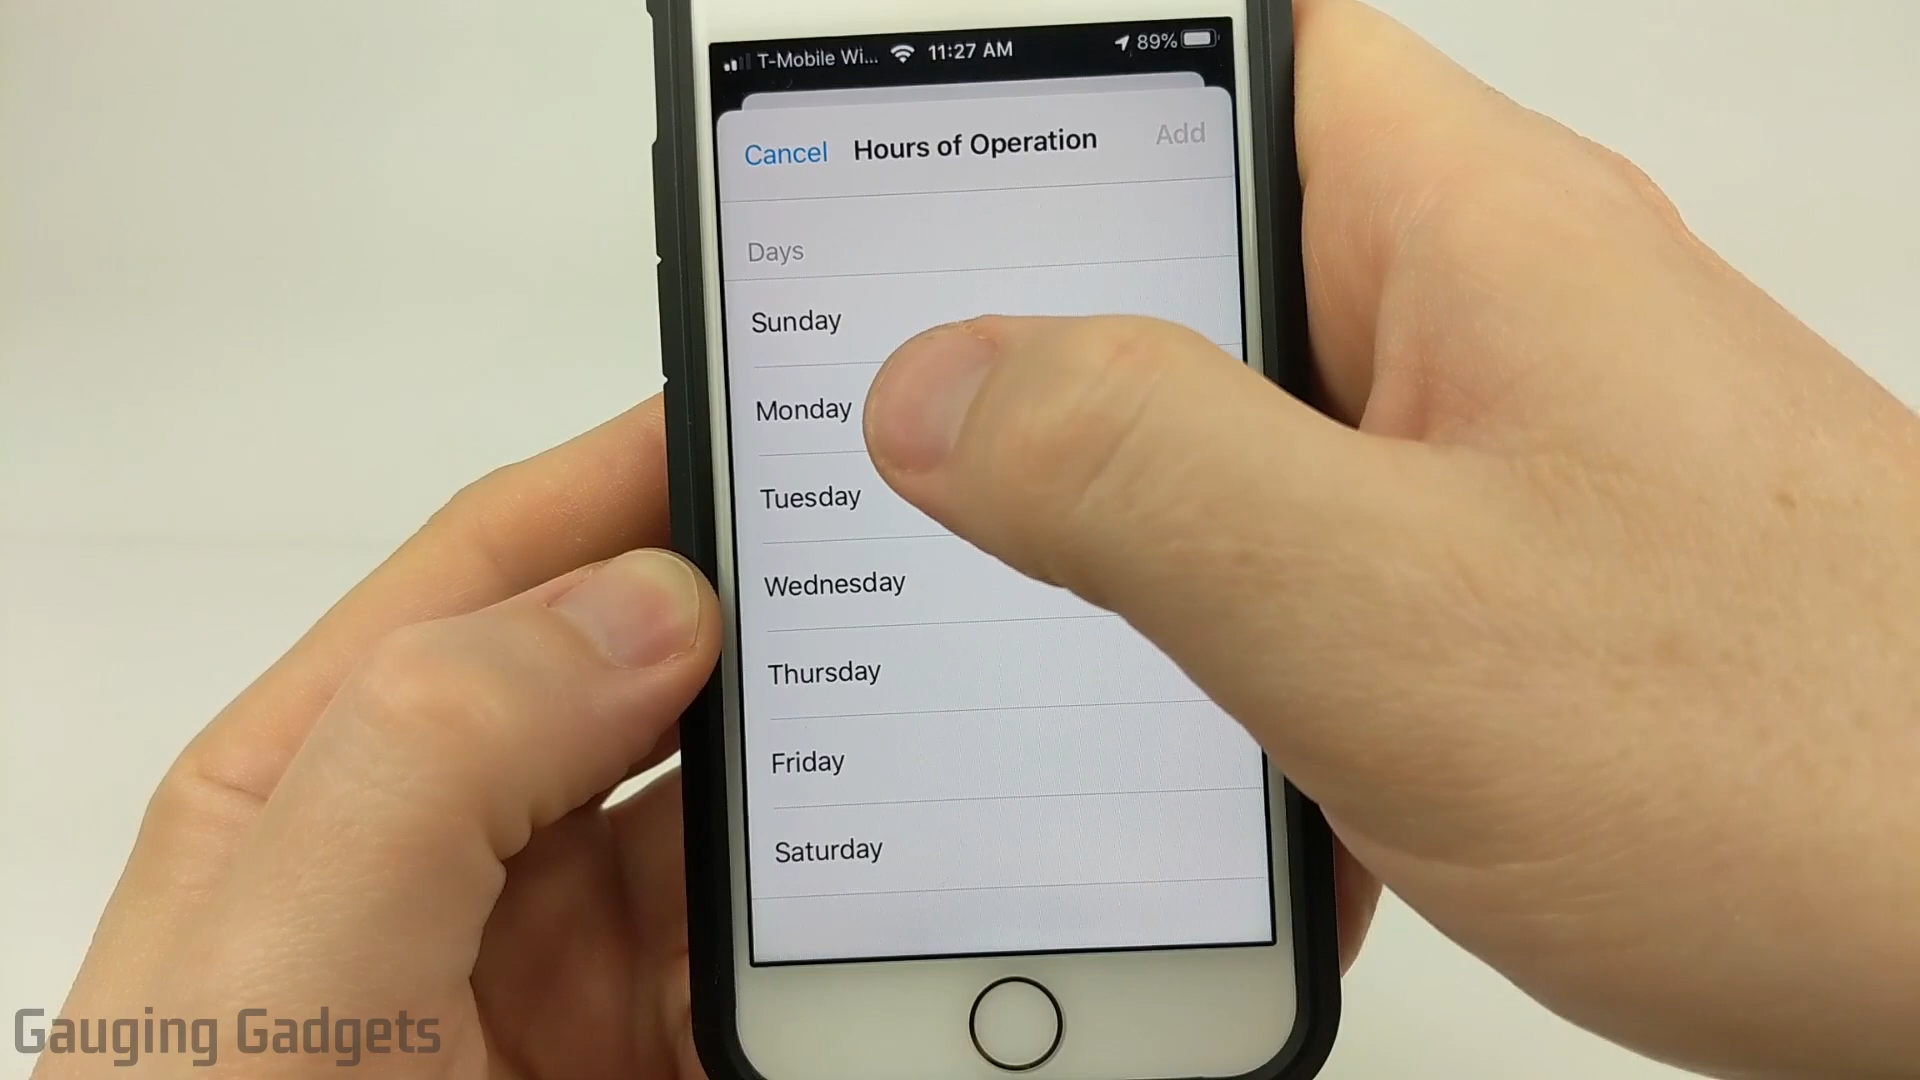 T-Mobile Wi... 11:27 AM 89%
Cancel Hours of Operation Add
Days
Sunday
Monday
Tuesday
Wednesday
Thursday
Friday
Saturday
Gauging Gadgets